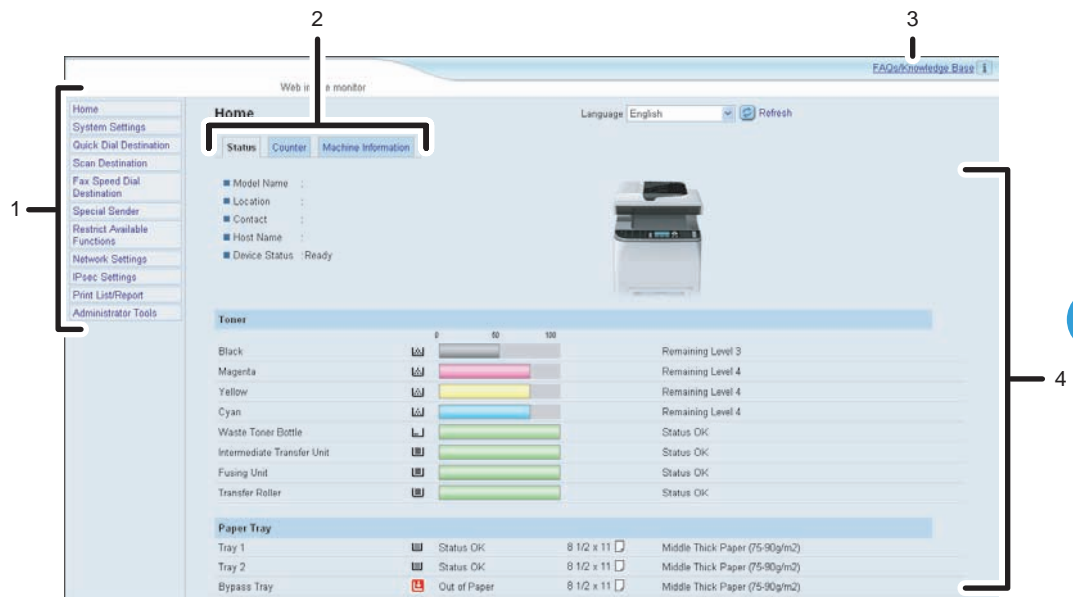 2
3
FAQs/Knowledge Base
Web i e monitor
1
Home
System Settings
Quick Dial Destination
Scan Destination
Fax Speed Dial
Destination
Special Sender
Restrict Available
Functions
Network Settings
IPsec Settings
Print List/Report
Administrator Tools
Home
Language English Refresh
Status Counter Machine Information
Model Name :
Location :
Contact :
Host Name :
Device Status : Ready
4
Toner
0 50 100
Black Remaining Level 3
Magenta Remaining Level 4
Yellow Remaining Level 4
Cyan Remaining Level 4
Waste Toner Bottle Status OK
Intermediate Transfer Unit Status OK
Fusing Unit Status OK
Transfer Roller Status OK
Paper Tray
Tray 1 Status OK 8 1/2 x 11 Middle Thick Paper (75-90g/m2)
Tray 2 Status OK 8 1/2 x 11 Middle Thick Paper (75-90g/m2)
Bypass Tray Out of Paper 8 1/2 x 11 Middle Thick Paper (75-90g/m2)